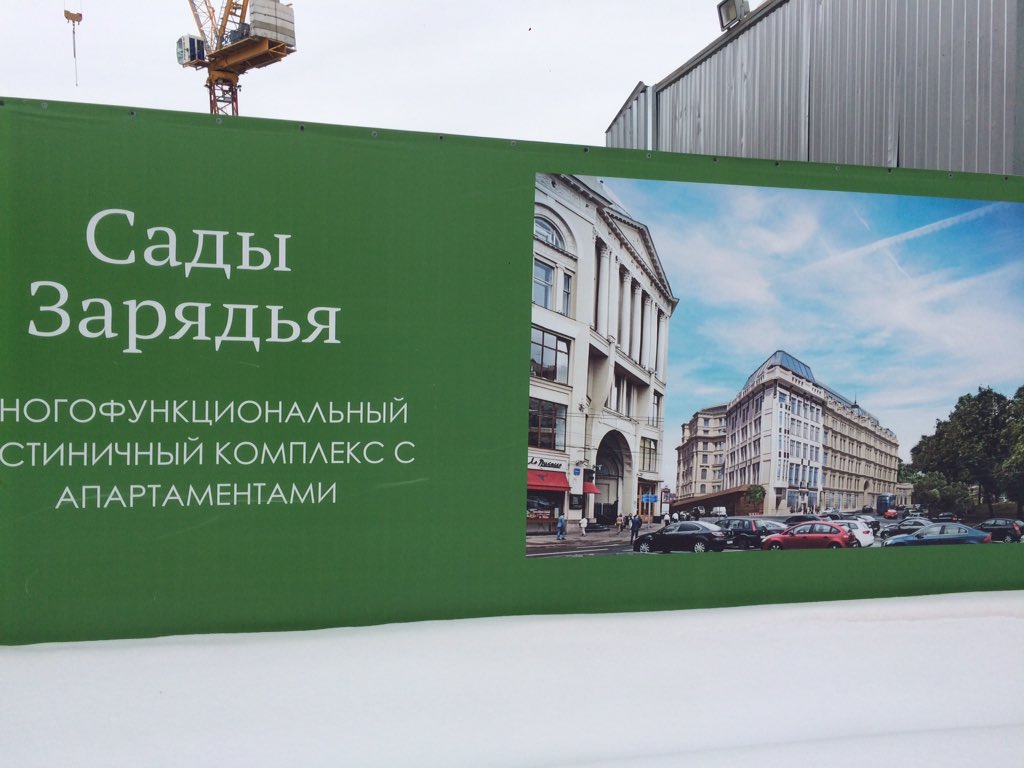 Сады
Зарядья
НОГОФУНКЦИОНАЛЬНЫЙ
СТИНИЧНЫЙ КОМПЛЕКС С
АПАРТАМЕНТАМИ